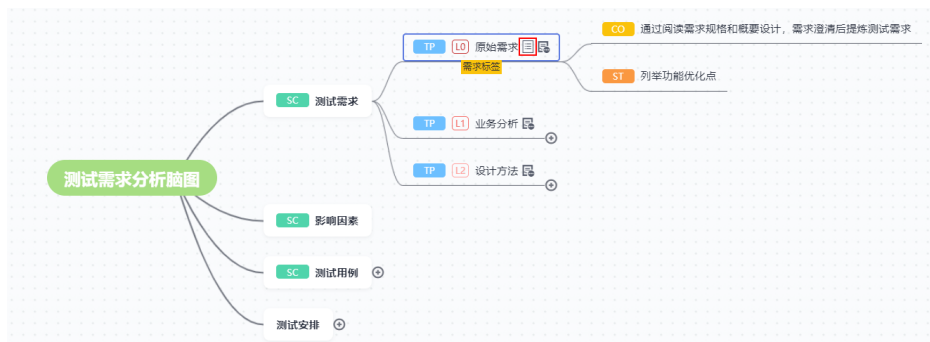 测试需求分析脑图
SC 测试需求
TP L0 原始需求
需求标签
CO 通过阅读需求规格和概要设计，需求澄清后提炼测试需求
ST 列举功能优化点
TP L1 业务分析
TP L2 设计方法
SC 影响因素
SC 测试用例
测试安排